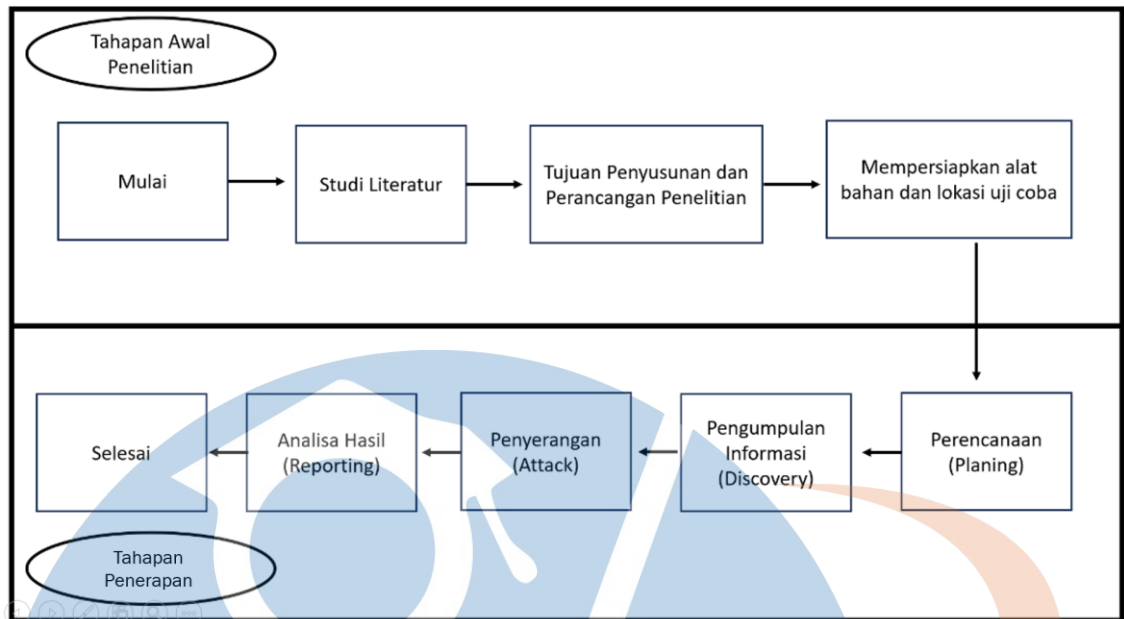 Tahapan Awal
Penelitian
Mulai
Studi Literatur
Tujuan Penyusunan dan
Perancangan Penelitian
Mempersiapkan alat
bahan dan lokasi uji coba
Perencanaan
(Planing)
Pengumpulan
Informasi
(Discovery)
Penyerangan
(Attack)
Analisa Hasil
(Reporting)
Selesai
Tahapan
Penerapan